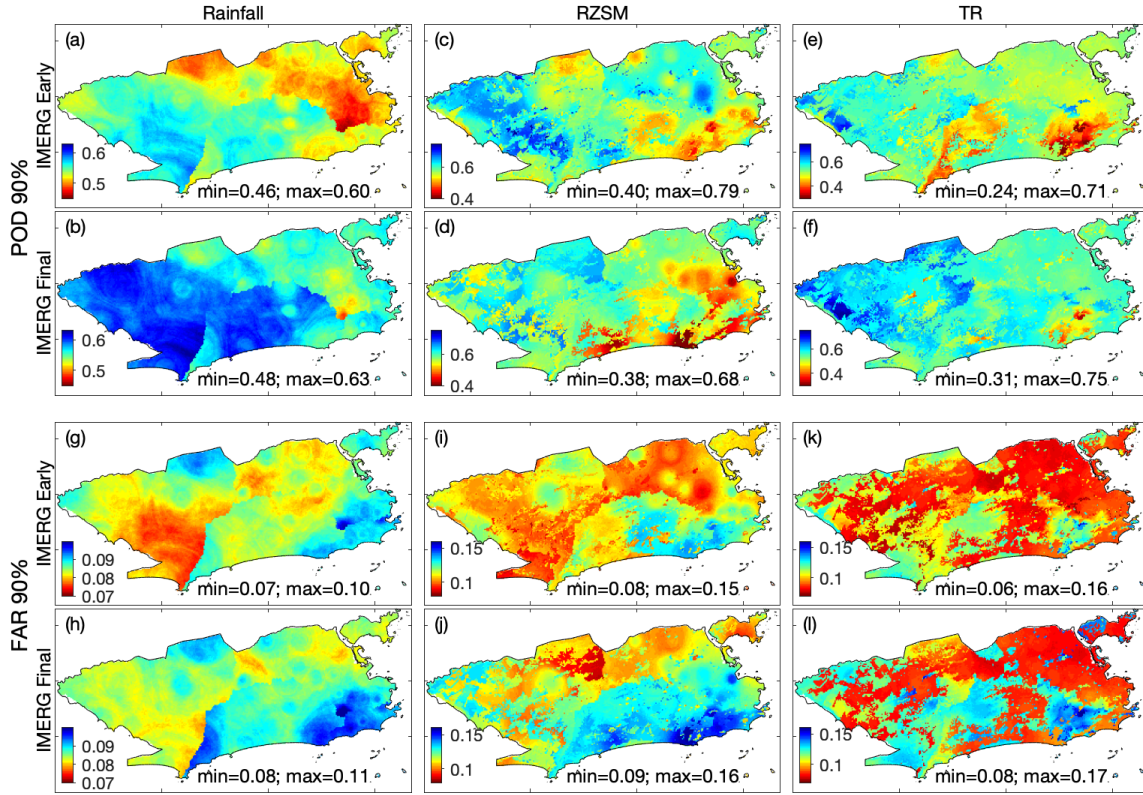 Rainfall RZSM TR
POD 90%
IMERG Early
(a)
0.6
0.5
min=0.46; max=0.60
(c)
0.6
0.4
min=0.40; max=0.79
(e)
0.6
0.4
min=0.24; max=0.71
IMERG Final
(b)
0.6
0.5
min=0.48; max=0.63
(d)
0.6
0.4
min=0.38; max=0.68
(f)
0.6
0.4
min=0.31; max=0.75
FAR 90%
IMERG Early
(g)
0.09
0.08
0.07
min=0.07; max=0.10
(i)
0.15
0.1
min=0.08; max=0.15
(k)
0.15
0.1
min=0.06; max=0.16
IMERG Final
(h)
0.09
0.08
0.07
min=0.08; max=0.11
(j)
0.15
0.1
min=0.09; max=0.16
(l)
0.15
0.1
min=0.08; max=0.17